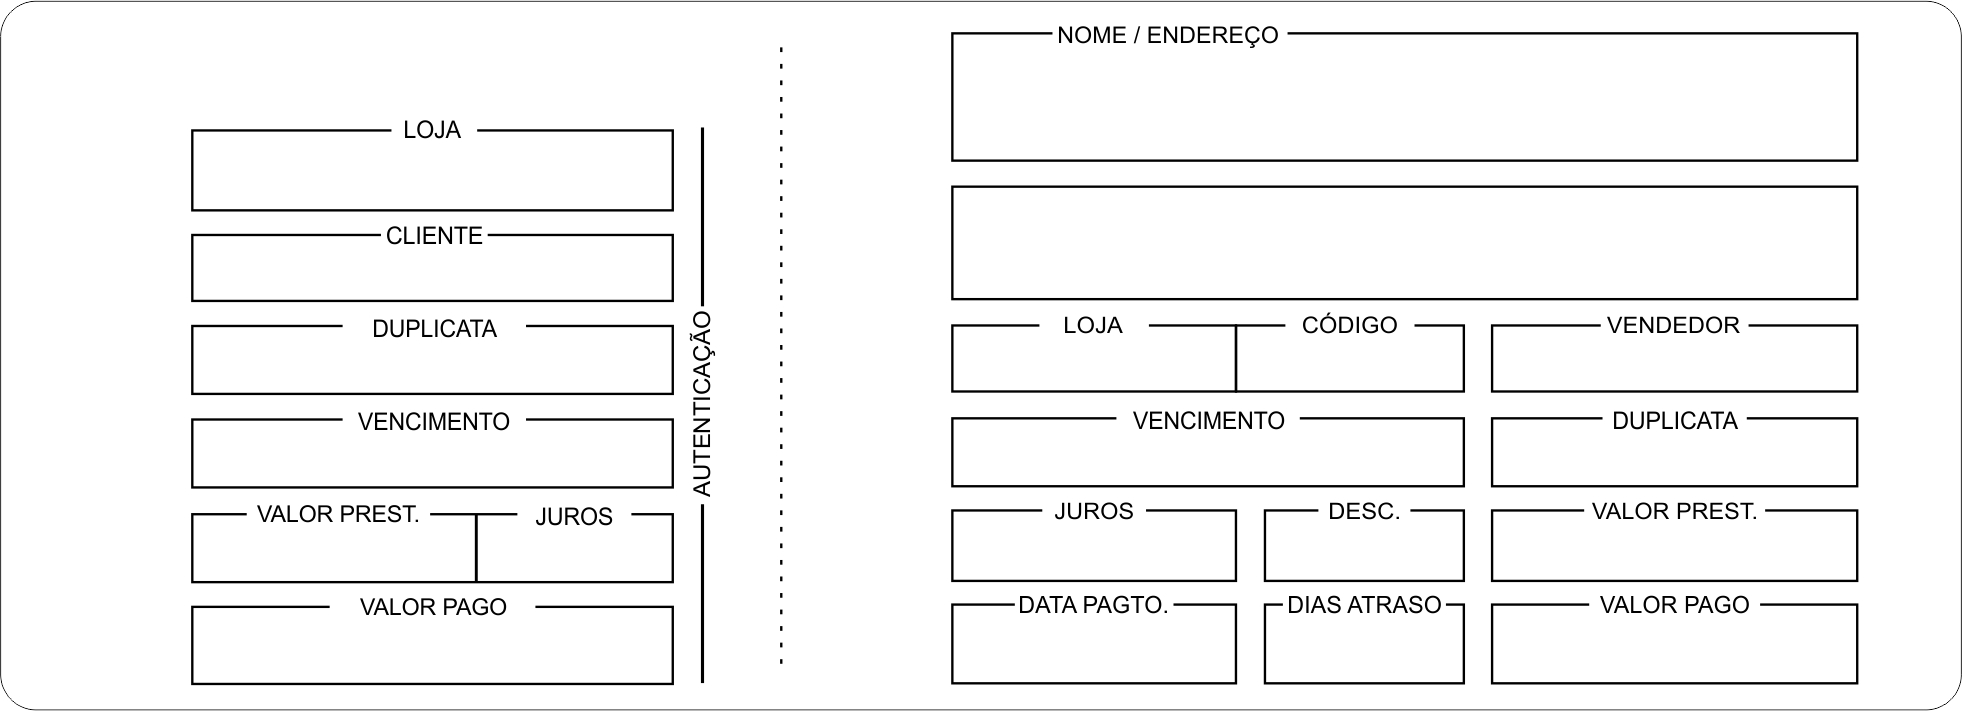 LOJA
CLIENTE
DUPLICATA
VENCIMENTO
VALOR PREST.
JUROS
VALOR PAGO
AUTENTICAÇÃO
NOME / ENDEREÇO
LOJA
CÓDIGO
VENDEDOR
VENCIMENTO
DUPLICATA
JUROS
DESC.
VALOR PREST.
DATA PAGTO.
DIAS ATRASO
VALOR PAGO